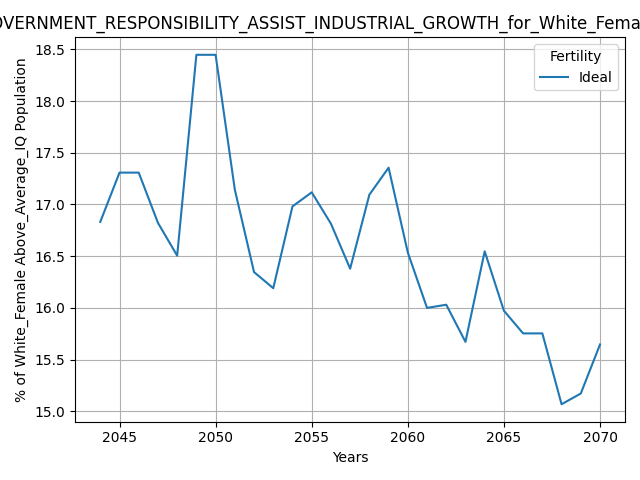 OVERNMENT_RESPONSIBILITY_ASSIST_INDUSTRIAL_GROWTH_for_White_Fema
Fertility
Ideal
% of White_Female Above_Average_IQ Population
18.5
18.0
17.5
17.0
16.5
16.0
15.5
15.0
2045 2050 2055 2060 2065 2070
Years